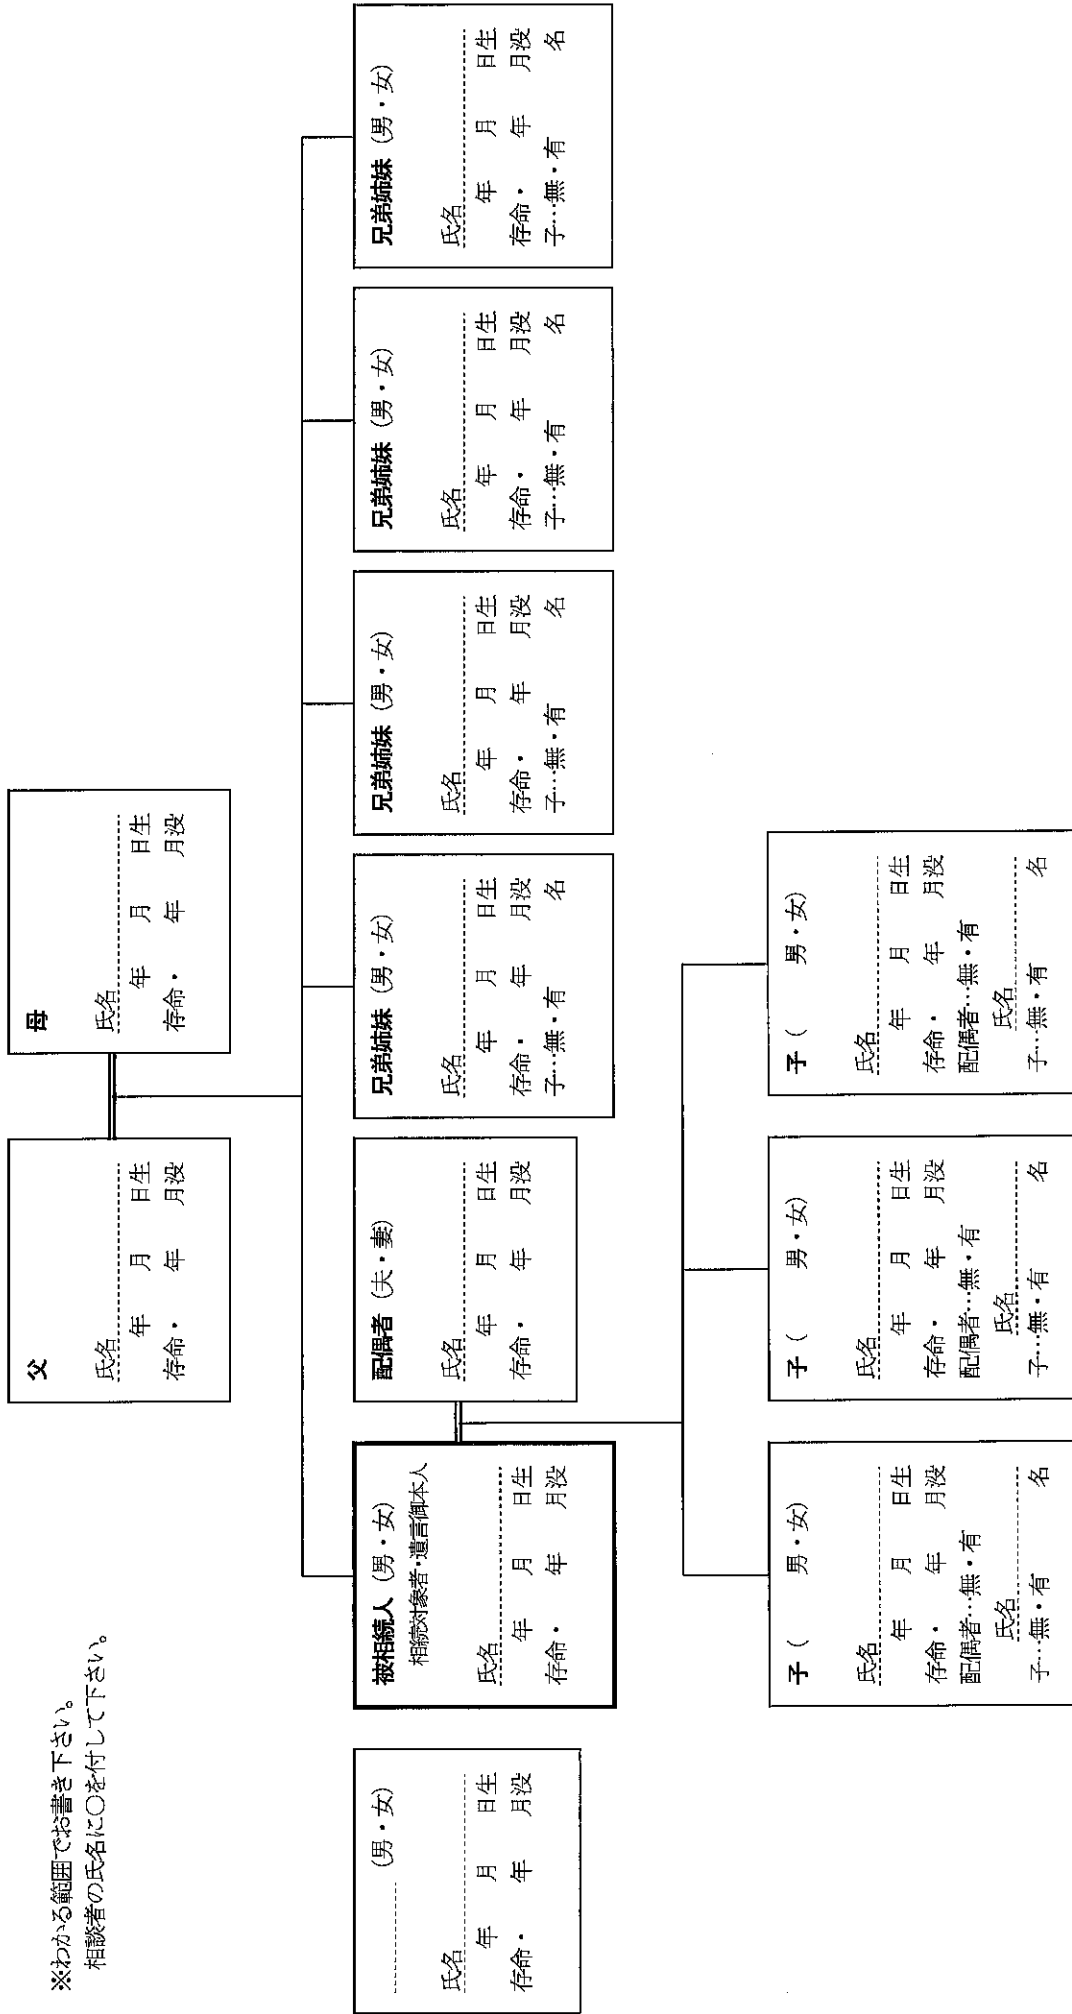 ※わかる範囲でお書き下さい。
相談者の氏名に○を付して下さい。
父
氏名
年 月 日生
存命・ 年 月没
母
氏名
年 月 日生
存命・ 年 月没
(男・女)
氏名
年 月 日生
存命・ 年 月没
被相続人 (男・女)
相続対象者・遺言御本人
氏名
年 月 日生
存命・ 年 月没
配偶者 (夫・妻)
氏名
年 月 日生
存命・ 年 月没
兄弟姉妹 (男・女)
氏名
年 月 日生
存命・ 年 月没
子…無・有 名
兄弟姉妹 (男・女)
氏名
年 月 日生
存命・ 年 月没
子…無・有 名
兄弟姉妹 (男・女)
氏名
年 月 日生
存命・ 年 月没
子…無・有 名
兄弟姉妹 (男・女)
氏名
年 月 日生
存命・ 年 月没
子…無・有 名
子 ( 男・女)
氏名
年 月 日生
存命・ 年 月没
配偶者…無・有
氏名
子…無・有 名
子 ( 男・女)
氏名
年 月 日生
存命・ 年 月没
配偶者…無・有
氏名
子…無・有 名
子 ( 男・女)
氏名
年 月 日生
存命・ 年 月没
配偶者…無・有
氏名
子…無・有 名